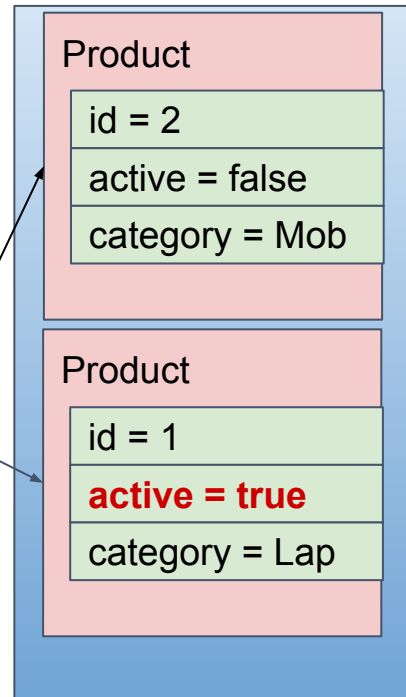 Product
id = 2
active = false
category = Mob
Product
id = 1
active = true
category = Lap